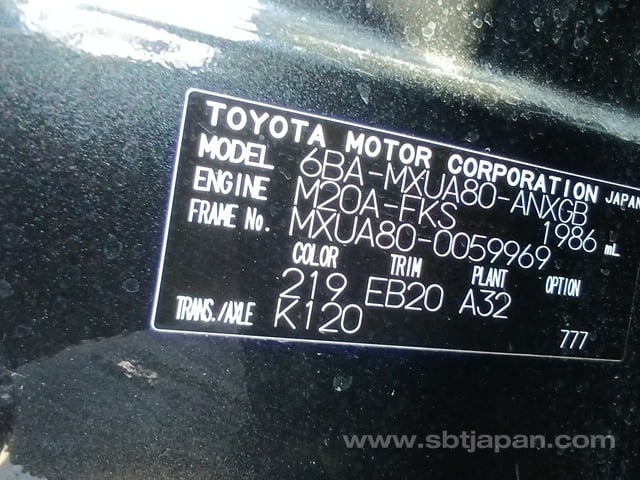 TOYOTA MOTOR CORPORATION JAPAN
MODEL 6BA-MXUA80-ANXGB
ENGINE M20A-FKS 1986 mL
FRAME No. MXUA80-0059969
COLOR TRIM PLANT OPTION
219 EB20 A32
TRANS./AXLE K120
777
www.sbtjapan.com